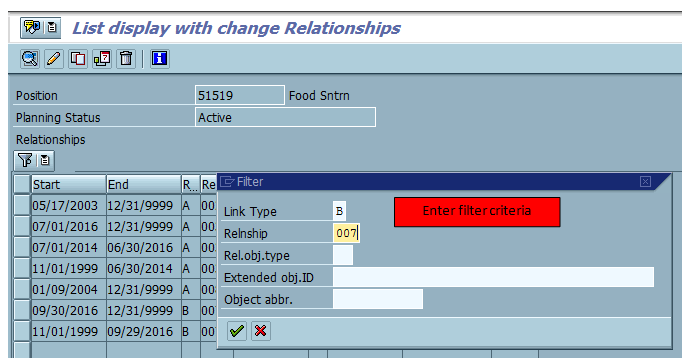 List display with change Relationships
Position 51519 Food Sntrn
Planning Status Active
Relationships
Start End R.. Re
05/17/2003 12/31/9999 A 00
07/01/2016 12/31/9999 A 00
07/01/2014 06/30/2016 A 00
11/01/1999 06/30/2014 A 00
01/09/2004 12/31/9999 A 00
09/30/2016 12/31/9999 B 00
11/01/1999 09/29/2016 B 00
Filter
Link Type B Enter filter criteria
Relnship 007
Rel.obj.type
Extended obj.ID
Object abbr.